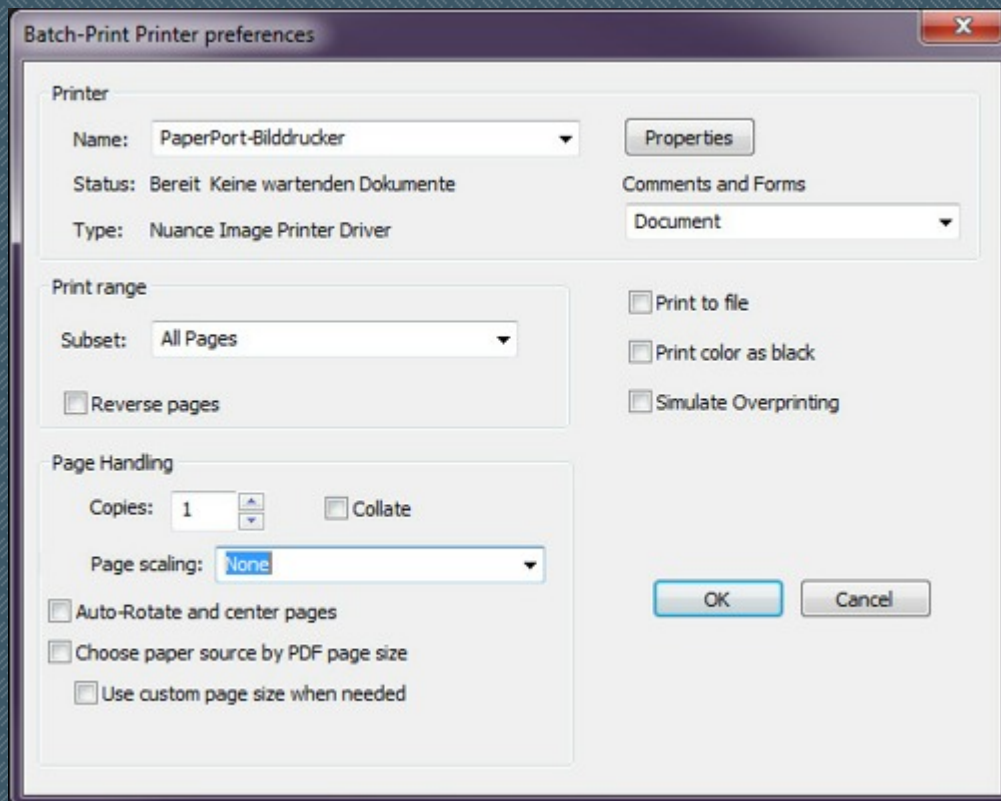 Batch-Print Printer preferences
Printer
Name: PaperPort-Bilddrucker Properties
Status: Bereit Keine wartenden Dokumente Comments and Forms
Type: Nuance Image Printer Driver Document
Print range
Subset: All Pages
Reverse pages
Print to file
Print color as black
Simulate Overprinting
Page Handling
Copies: 1 Collate
Page scaling: None
Auto-Rotate and center pages
Choose paper source by PDF page size
Use custom page size when needed
OK Cancel